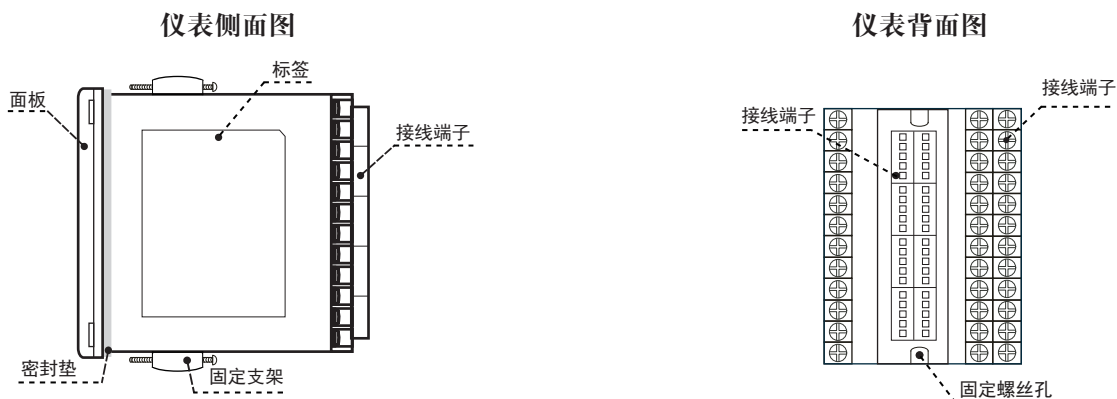 仪表侧面图
仪表背面图
标签
面板
接线端子
密封垫
固定支架
接线端子
接线端子
固定螺丝孔